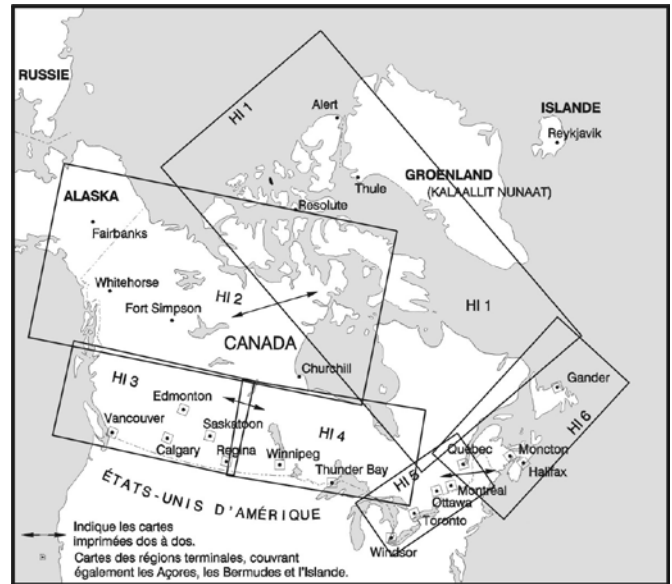 RUSSIE
HI 1
Alert
ISLANDE
Reykjavik
Thule
GROENLAND
(KALAALLIT NUNAAT)
ALASKA
Resolute
Fairbanks
Whitehorse
HI 2
Fort Simpson
HI 1
CANADA
Churchill
HI 3
Gander
Edmonton
HI 6
Vancouver
Saskatoon
HI 4
Calgary
Regina
Winnipeg
Québec
Moncton
Halifax
Thunder Bay
HI 5
Montréal
Ottawa
Toronto
Windsor
ÉTATS-UNIS D'AMÉRIQUE
Indique les cartes
imprimées dos à dos.
Cartes des régions terminales, couvrant
également les Açores, les Bermudes et l'Islande.